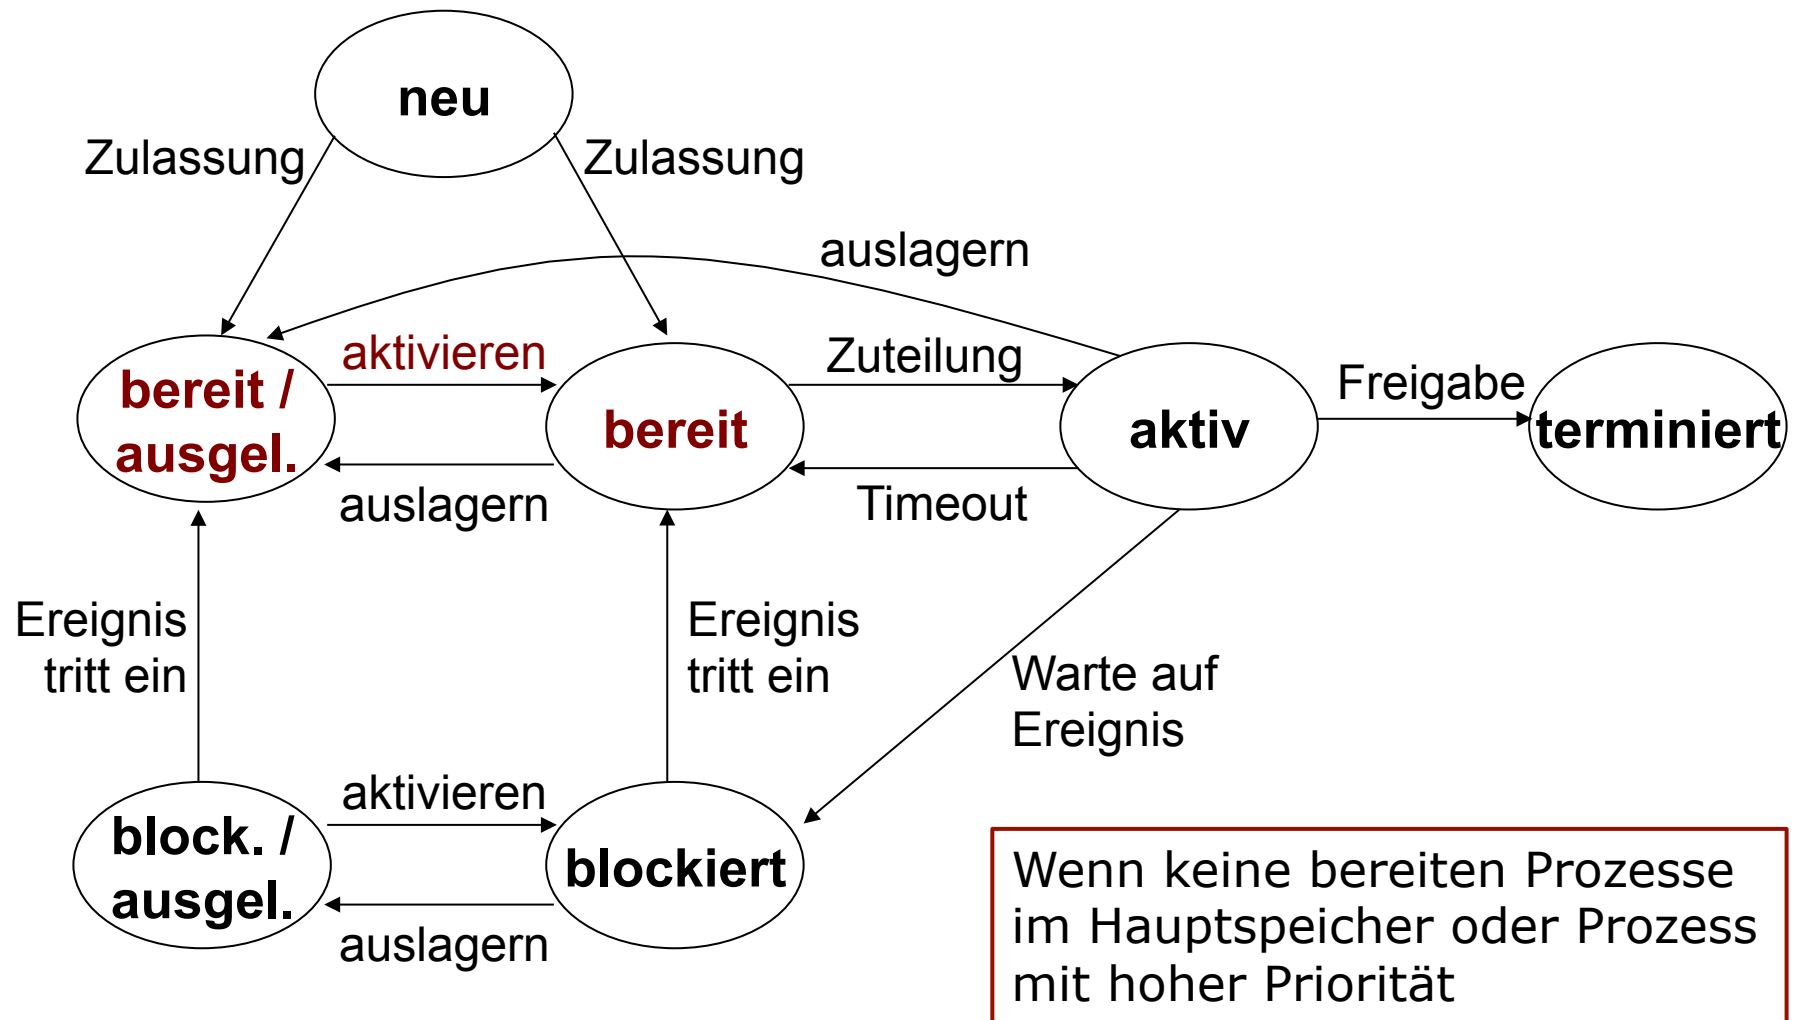 neu
Zulassung
Zulassung
auslagern
aktivieren
Zuteilung
Freigabe
bereit /
ausgel.
bereit
aktiv
terminiert
auslagern
Timeout
Ereignis
tritt ein
Ereignis
tritt ein
Warte auf
Ereignis
aktivieren
block. /
ausgel.
blockiert
auslagern
Wenn keine bereiten Prozesse
im Hauptspeicher oder Prozess
mit hoher Priorität